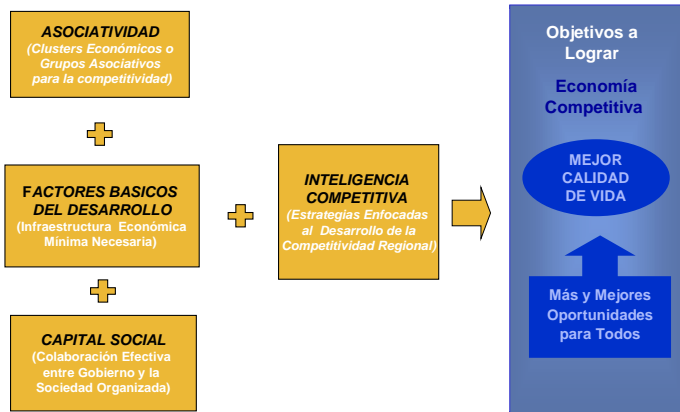 ASOCIATIVIDAD
(Clusters Económicos o
Grupos Asociativos
para la competitividad)
FACTORES BASICOS
DEL DESARROLLO
(Infraestructura Económica
Mínima Necesaria)
CAPITAL SOCIAL
(Colaboración Efectiva
entre Gobierno y la
Sociedad Organizada)
INTELIGENCIA
COMPETITIVA
(Estrategias Enfocadas
al Desarrollo de la
Competitividad Regional)
Objetivos a
Lograr
Economía
Competitiva
MEJOR
CALIDAD
DE VIDA
Más y Mejores
Oportunidades
para Todos